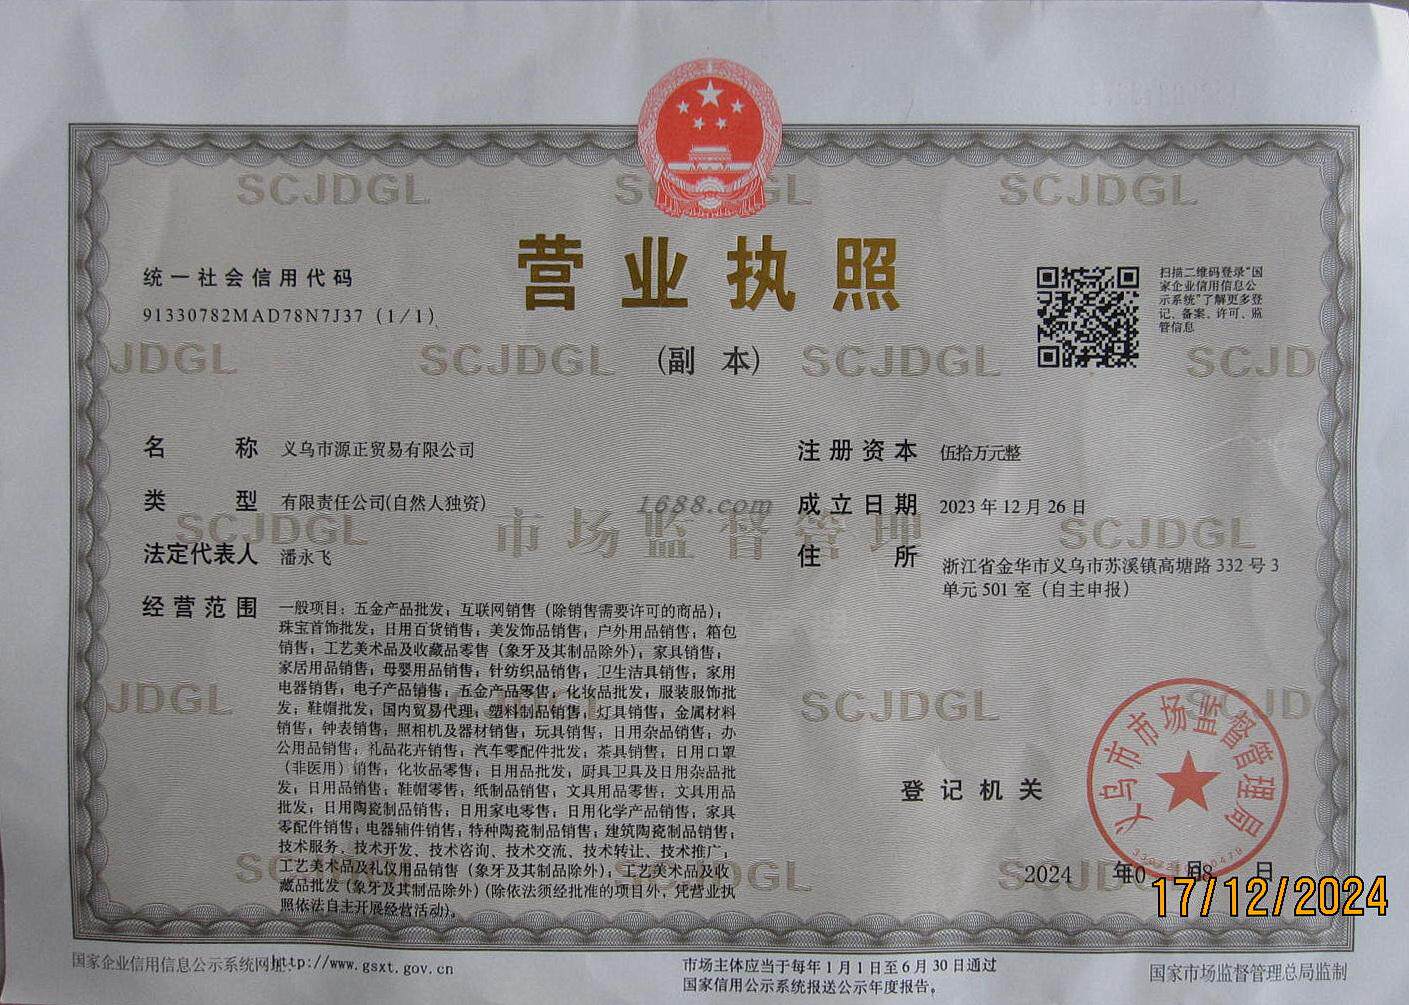 SCJDGL
SCJDGL
营业执照
(副 本)
统一社会信用代码
91330782MAD78N7J37 (1/1)
扫描二维码登录“国
家企业信用信息公
示系统”了解更多登
记、备案、许可、监
管信息
JDGL SCJDGL SCJDGL SCJD
名 称 义乌市源正贸易有限公司
注册资本 伍拾万元整
类 型 有限责任公司(自然人独资)
1688.com
成立日期 2023 年 12 月 26 日
SCJDGL 市场监督管理 SCJDGL
法定代表人 潘永飞
住 所 浙江省金华市义乌市苏溪镇高塘路 332 号 3
单元 501 室（自主申报）
经营范围 一般项目：五金产品批发；互联网销售（除销售需要许可的商品）；
珠宝首饰批发；日用百货销售；美发饰品销售；户外用品销售；箱包
销售；工艺美术品及收藏品零售（象牙及其制品除外）；家具销售；
家居用品销售；母婴用品销售；针纺织品销售；卫生洁具销售；家用
电器销售；电子产品销售；五金产品零售；化妆品批发；服装服饰批
发；鞋帽批发；国内贸易代理；塑料制品销售；灯具销售；金属材料
销售；钟表销售；照相机及器材销售；玩具销售；日用杂品销售；办
公用品销售；礼品花卉销售；汽车零配件批发；茶具销售；日用口罩
（非医用）销售；化妆品零售；日用品批发；厨具卫具及日用杂品批
发；日用品销售；鞋帽零售；纸制品销售；文具用品零售；文具用品
批发；日用陶瓷制品销售；日用家电零售；日用化学产品销售；家具
零配件销售；电器辅件销售；特种陶瓷制品销售；建筑陶瓷制品销售；
技术服务、技术开发、技术咨询、技术交流、技术转让、技术推广；
工艺美术品及礼仪用品销售（象牙及其制品除外）；工艺美术品及收
藏品批发（象牙及其制品除外）(除依法须经批准的项目外，凭营业执
照依法自主开展经营活动)。
JDGL SCJDGL SCJD
义乌市市场监督管理局
登记机关
SCJDGL SCJDGL SCJDGL
2024 年 0 月 8 日
17/12/2024
国家企业信用信息公示系统网址：http://www.gsxt.gov.cn
市场主体应当于每年 1 月 1 日至 6 月 30 日通过
国家信用公示系统报送公示年度报告。
国家市场监督管理总局监制